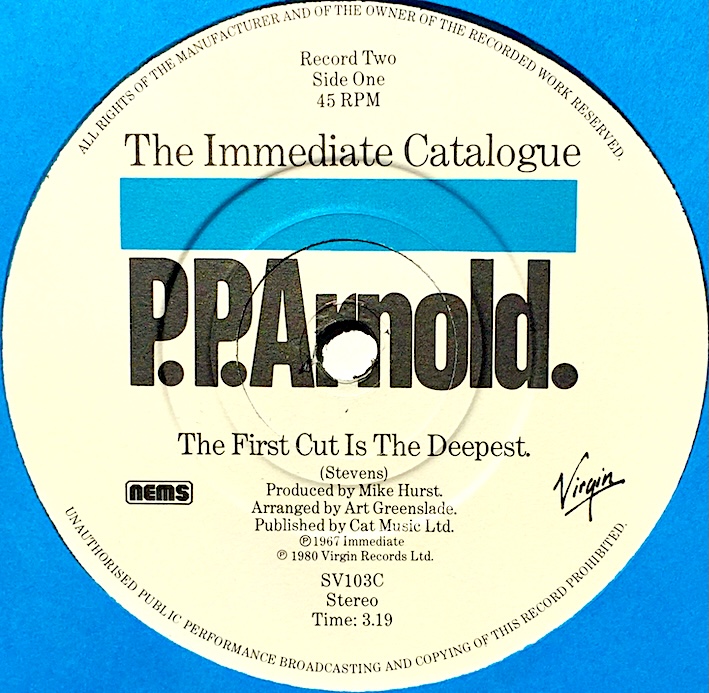 ALL RIGHTS OF THE MANUFACTURER AND OF THE OWNER OF THE RECORDED WORK RESERVED.
Record Two
Side One
45 RPM
The Immediate Catalogue
P.P.Arnold.
The First Cut Is The Deepest.
(Stevens)
nems
Produced by Mike Hurst.
Virgin
Arranged by Art Greenslade.
Published by Cat Music Ltd.
℗ 1967 Immediate
℗ 1980 Virgin Records Ltd.
SV103C
Stereo
Time: 3.19
UNAUTHORISED PUBLIC PERFORMANCE BROADCASTING AND COPYING OF THIS RECORD PROHIBITED.